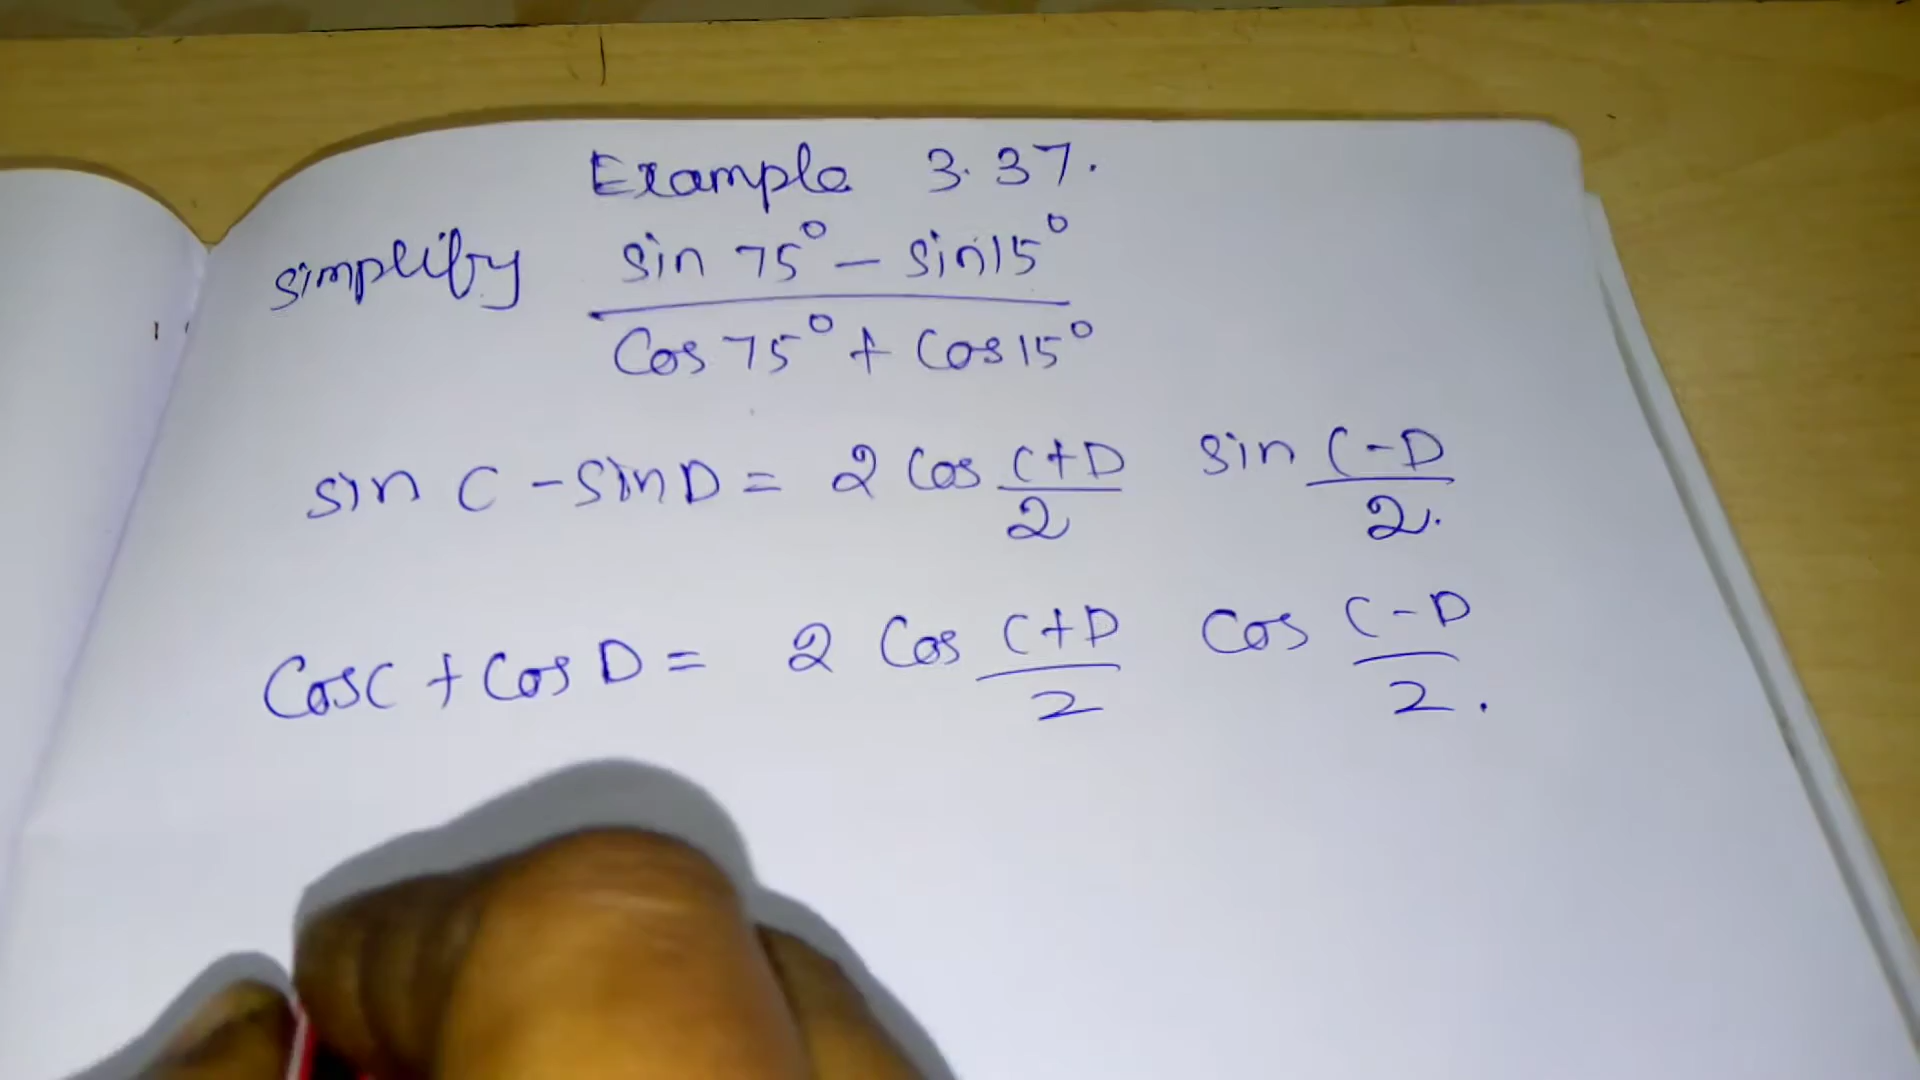 Example 3.37.
simplify sin 75° - sin 15° / cos 75° + cos 15°
sin C - sin D = 2 cos C+D/2 sin C-D/2.
cos C + cos D = 2 cos C+D/2 cos C-D/2.